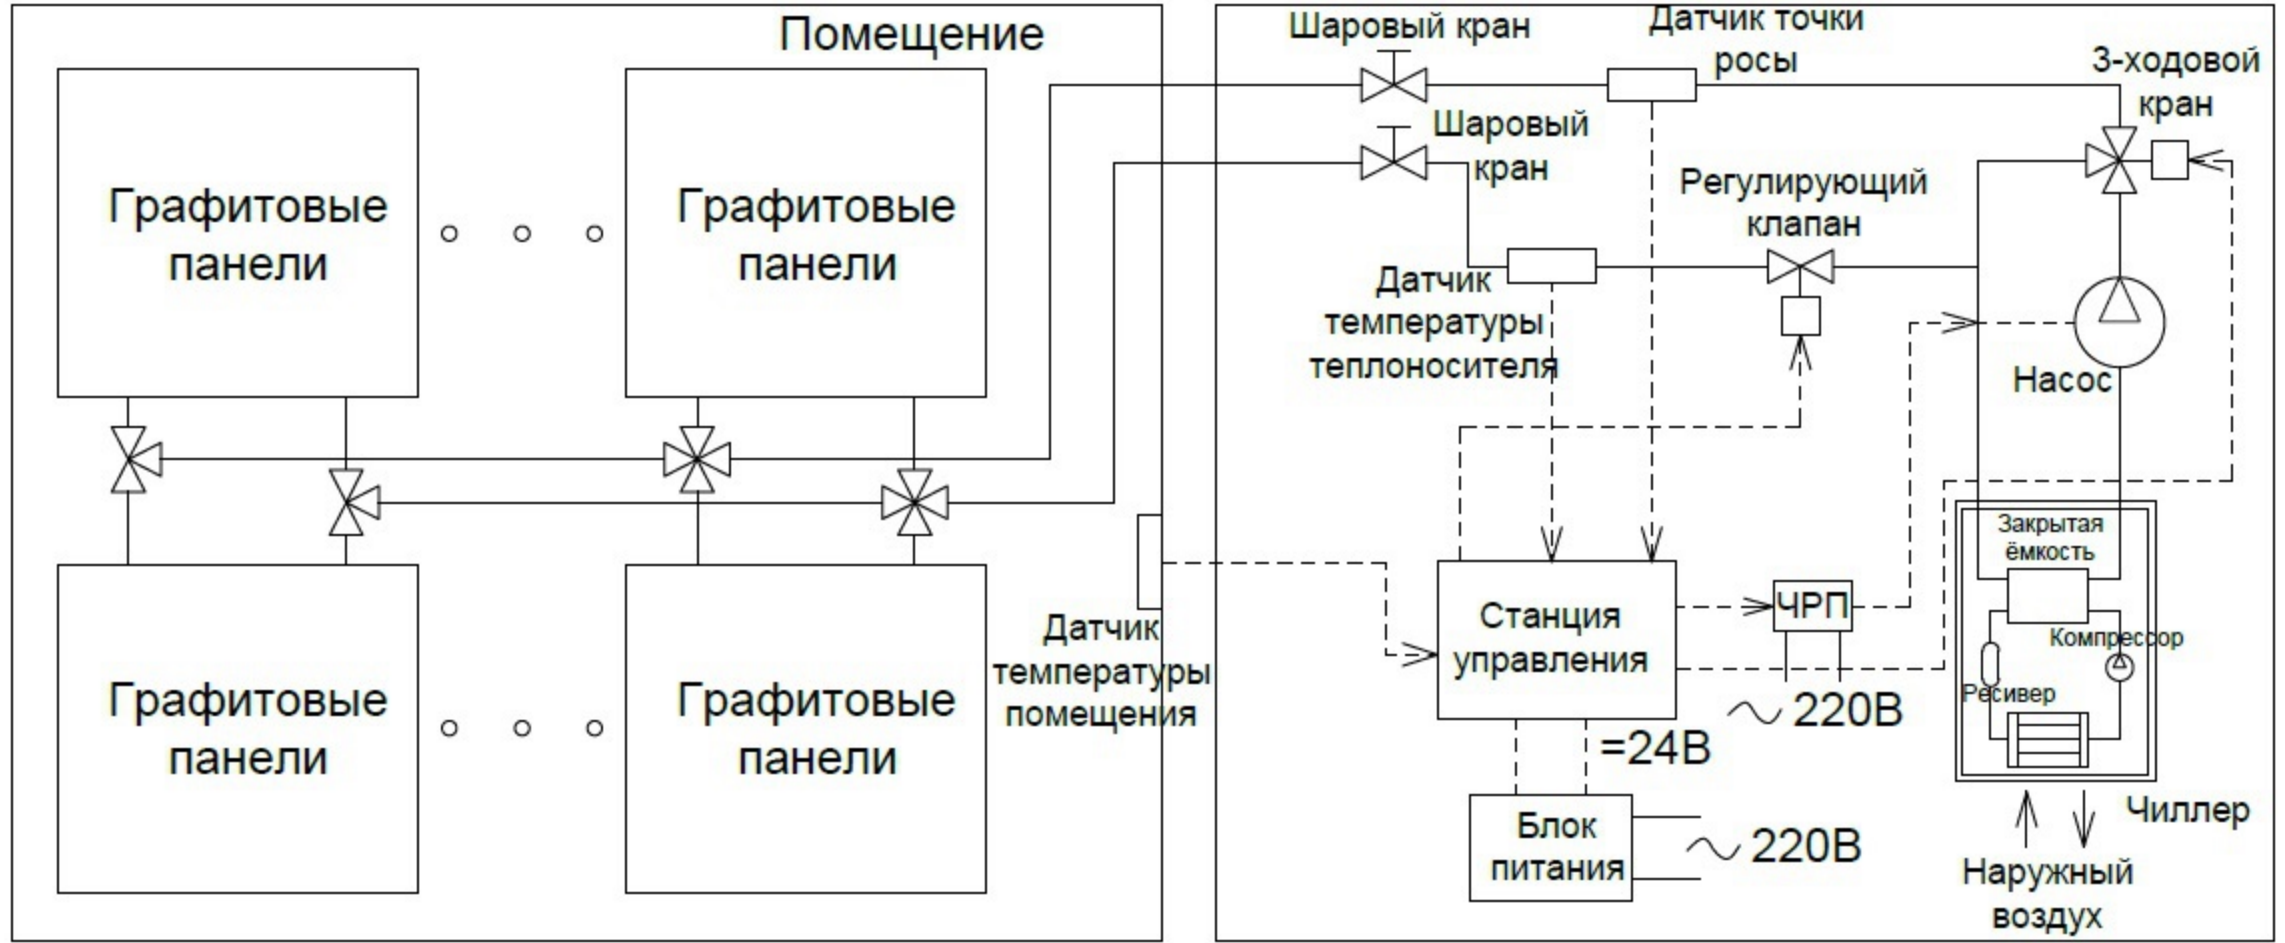 Помещение
Графитовые
панели
Графитовые
панели
Графитовые
панели
Графитовые
панели
Датчик
температуры
помещения
Шаровый кран
Датчик точки
росы
3-ходовой
кран
Шаровый
кран
Регулирующий
клапан
Датчик
температуры
теплоносителя
Насос
Закрытая
ёмкость
Компрессор
Ресивер
Станция
управления
ЧРП
220В
=24В
Блок
питания
220В
Чиллер
Наружный
воздух